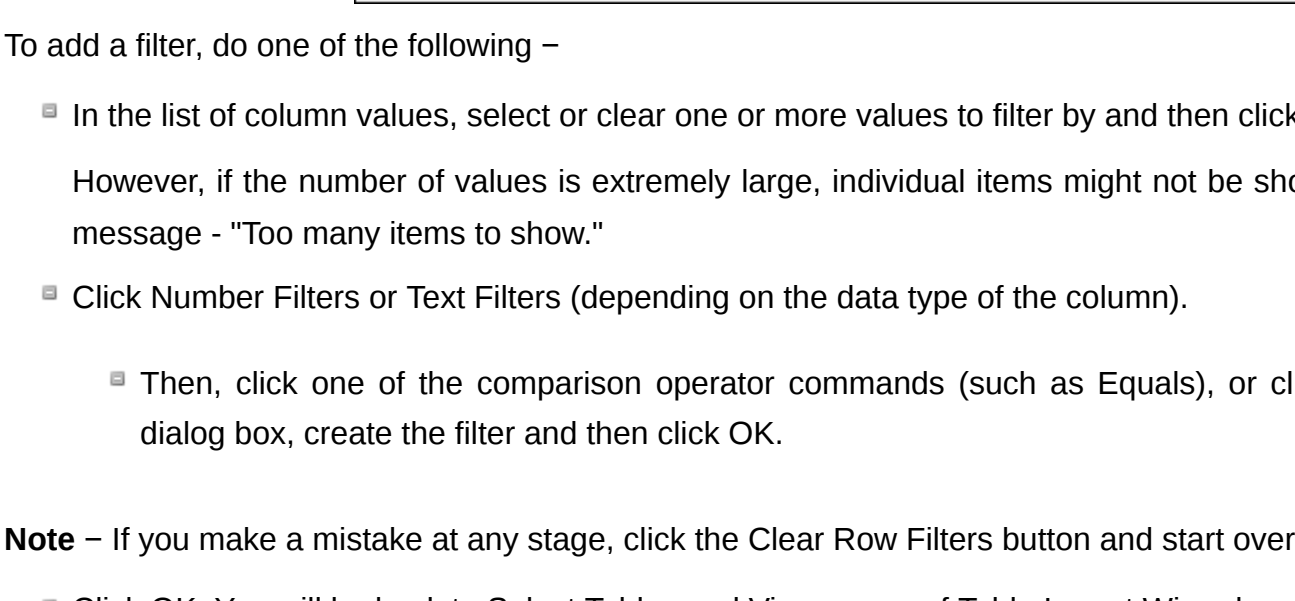 To add a filter, do one of the following −
In the list of column values, select or clear one or more values to filter by and then click
However, if the number of values is extremely large, individual items might not be
message - "Too many items to show."
Click Number Filters or Text Filters (depending on the data type of the column).
Then, click one of the comparison operator commands (such as Equals), or
dialog box, create the filter and then click OK.
Note − If you make a mistake at any stage, click the Clear Row Filters button and start over